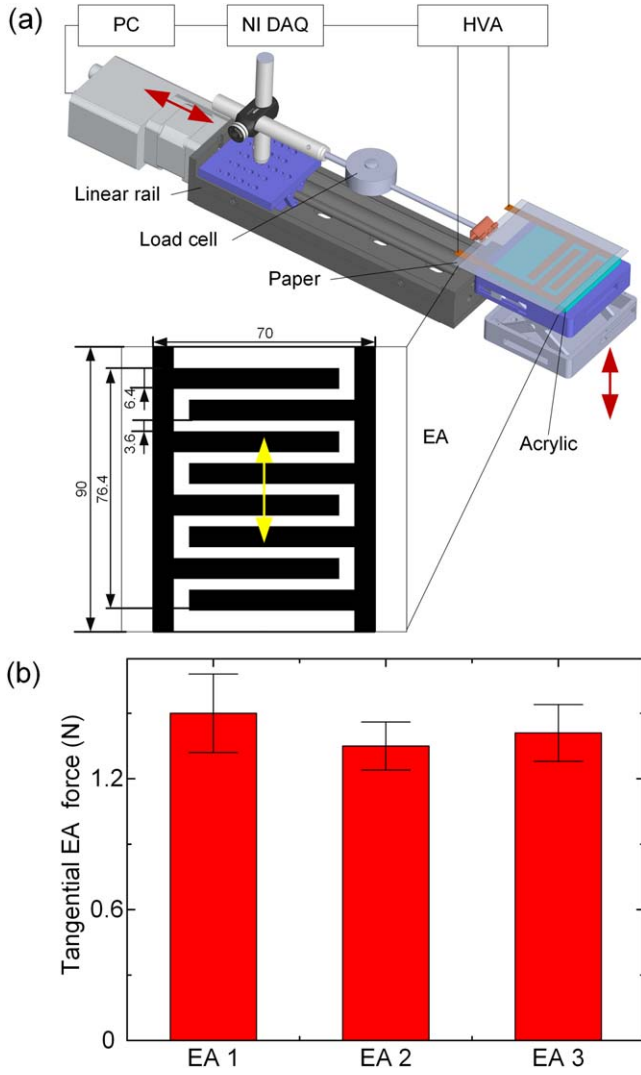 (a)
PC
NI DAQ
HVA
Linear rail
Load cell
Paper
70
6.4
3.6
76.4
90
EA
Acrylic
(b)
Tangential EA force (N)
1.2
0.6
0
EA 1
EA 2
EA 3